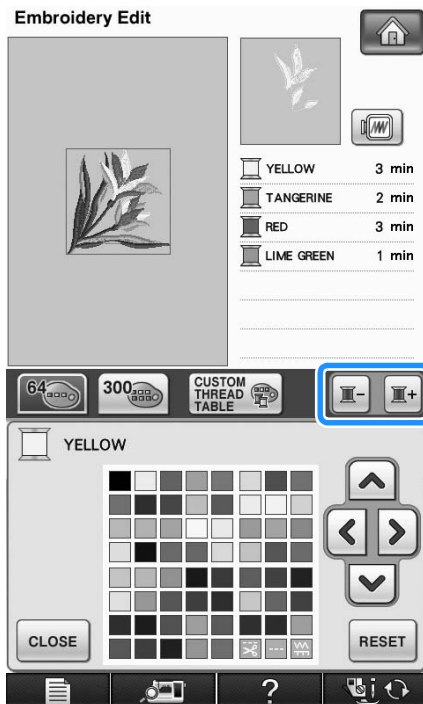 Embroidery Edit
YELLOW 3 min
TANGERINE 2 min
RED 3 min
LIME GREEN 1 min
64
300
CUSTOM
THREAD
TABLE
-
+
YELLOW
CLOSE
RESET
?